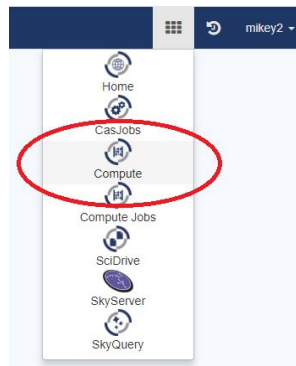 mikey2
Home
CasJobs
Compute
Compute Jobs
SciDrive
SkyServer
SkyQuery